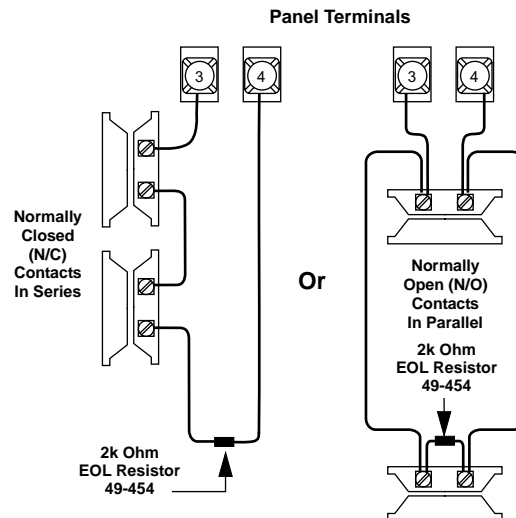 Panel Terminals
3
4
3
4
Normally
Closed
(N/C)
Contacts
In Series
Or
Normally
Open (N/O)
Contacts
In Parallel
2k Ohm
EOL Resistor
49-454
2k Ohm
EOL Resistor
49-454